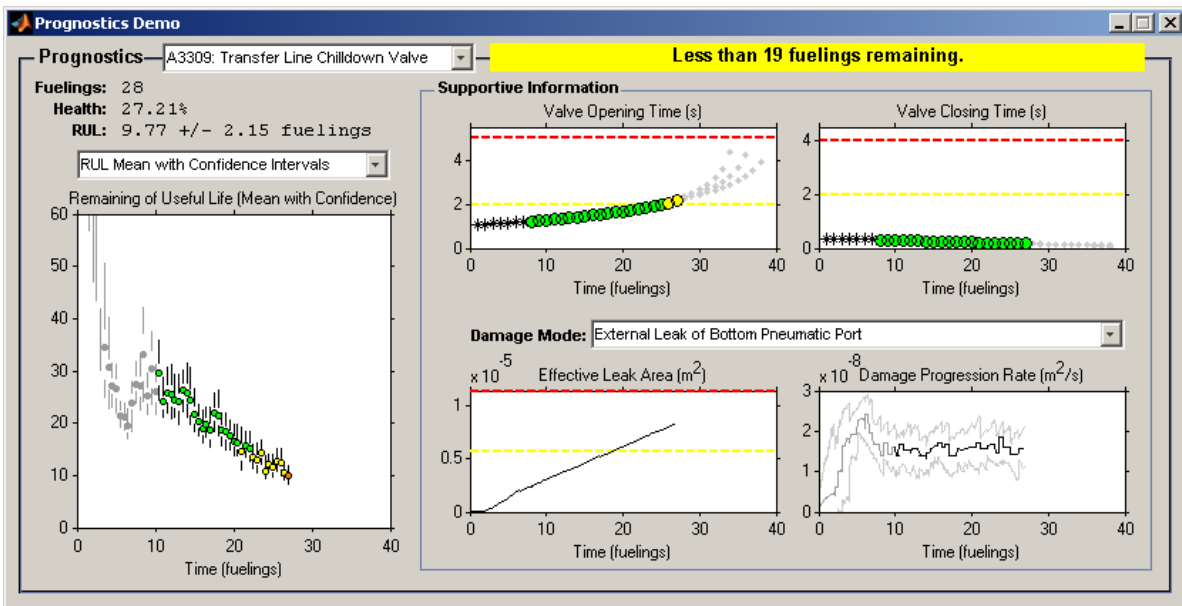 Prognostics Demo
Prognostics
A3309: Transfer Line Chilldown Valve
Less than 19 fuelings remaining.
Fuelings: 28
Health: 27.21%
RUL: 9.77 +/- 2.15 fuelings
RUL Mean with Confidence Intervals
Remaining of Useful Life (Mean with Confidence)
60
50
40
30
20
10
0
0 10 20 30 40
Time (fuelings)
Supportive Information
Valve Opening Time (s)
4
2
0
0 10 20 30 40
Time (fuelings)
Valve Closing Time (s)
4
2
0
0 10 20 30 40
Time (fuelings)
Damage Mode: External Leak of Bottom Pneumatic Port
x 10^-5 Effective Leak Area (m^2)
1
0.5
0
0 10 20 30 40
Time (fuelings)
x 10^-8 Damage Progression Rate (m^2/s)
3
2
1
0
0 10 20 30 40
Time (fuelings)